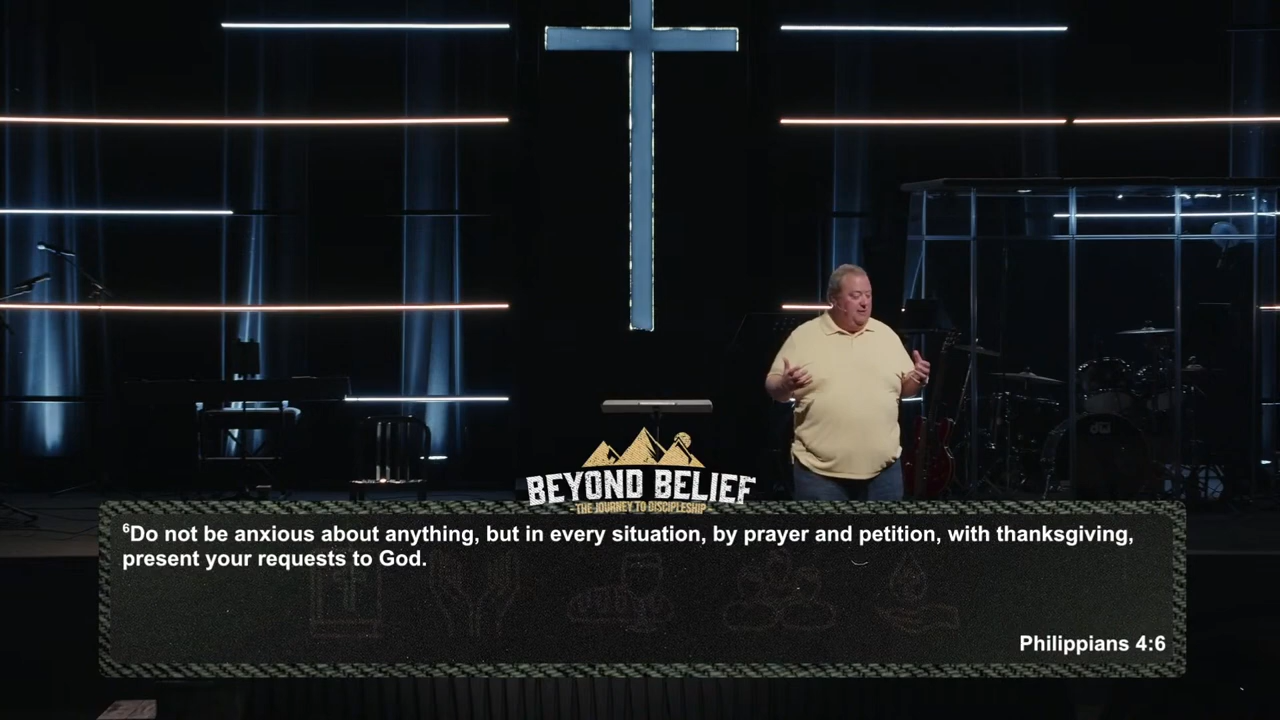 BEYOND BELIEF
-THE JOURNEY TO DISCIPLESHIP-
⁶Do not be anxious about anything, but in every situation, by prayer and petition, with thanksgiving,
present your requests to God.
Philippians 4:6